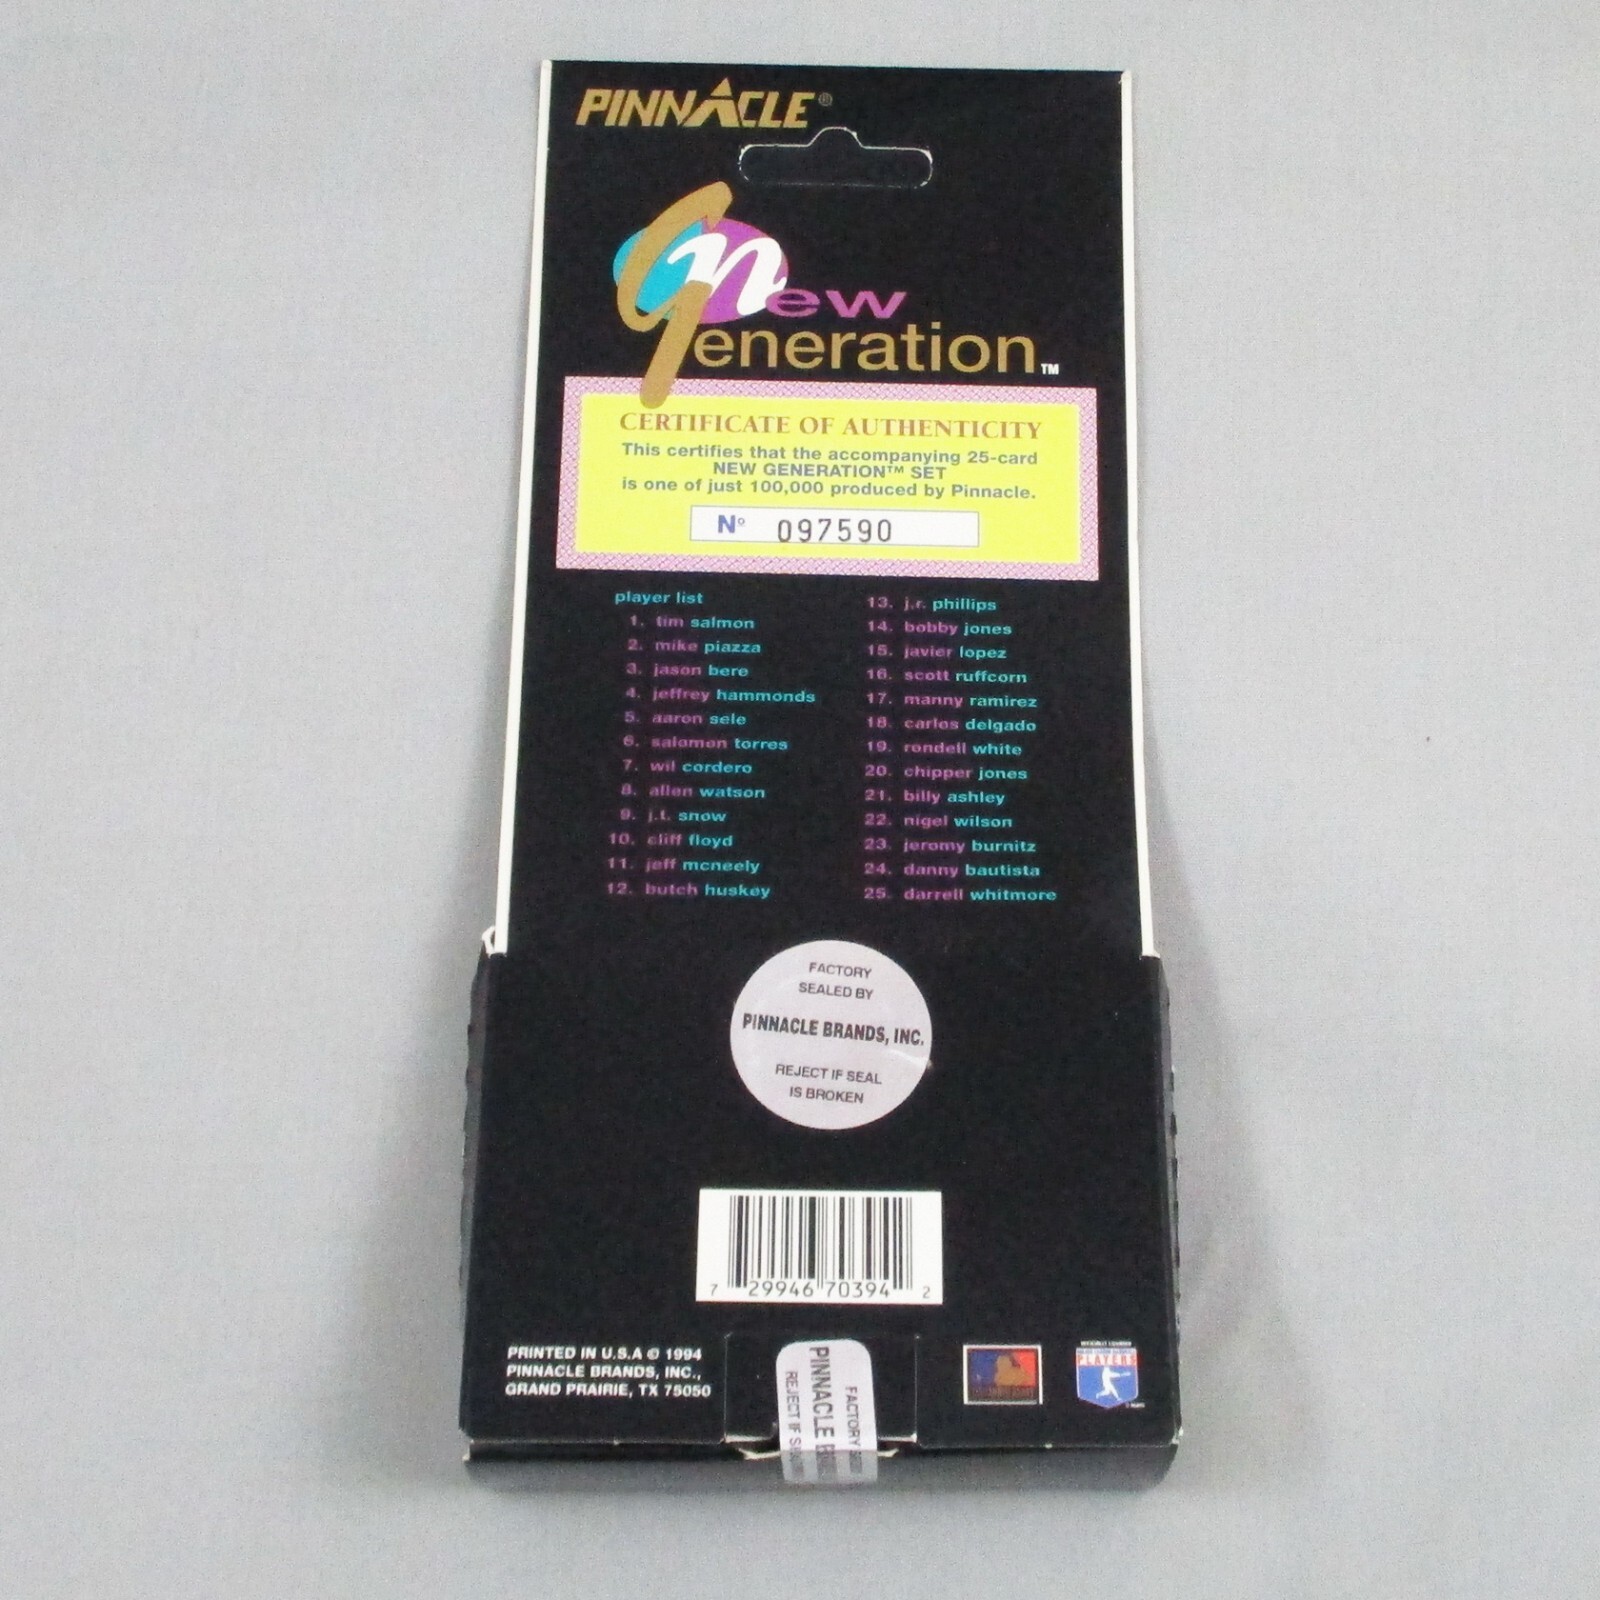 PINNACLE®
new
Generation™
CERTIFICATE OF AUTHENTICITY
This certifies that the accompanying 25-card
NEW GENERATION™ SET
is one of just 100,000 produced by Pinnacle.
Nº 097590
player list
1. tim salmon
2. mike piazza
3. jason bere
4. jeffrey hammonds
5. aaron sele
6. salomon torres
7. wil cordero
8. allen watson
9. j.t. snow
10. cliff floyd
11. jeff mcneely
12. butch huskey
13. j.r. phillips
14. bobby jones
15. javier lopez
16. scott ruffcorn
17. manny ramirez
18. carlos delgado
19. rondell white
20. chipper jones
21. billy ashley
22. nigel wilson
23. jeromy burnitz
24. danny bautista
25. darrell whitmore
FACTORY
SEALED BY
PINNACLE BRANDS, INC.
REJECT IF SEAL
IS BROKEN
7 29946 70394 2
PRINTED IN U.S.A © 1994
PINNACLE BRANDS, INC.,
GRAND PRAIRIE, TX 75050
FACTORY
PINNACLE
REJECT IF
PLAYERS